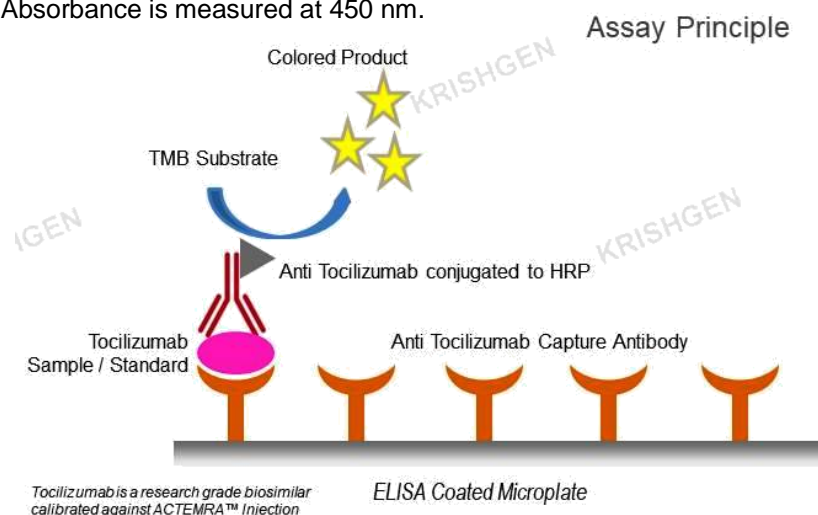 Absorbance is measured at 450 nm.
Assay Principle
Colored Product
KRISHGEN
TMB Substrate
HGEN
KRISHGEN
Anti Tocilizumab conjugated to HRP
Tocilizumab
Sample / Standard
Anti Tocilizumab Capture Antibody
ELISA Coated Microplate
Tocilizumab is a research grade biosimilar
calibrated against ACTEMRA™ Injection